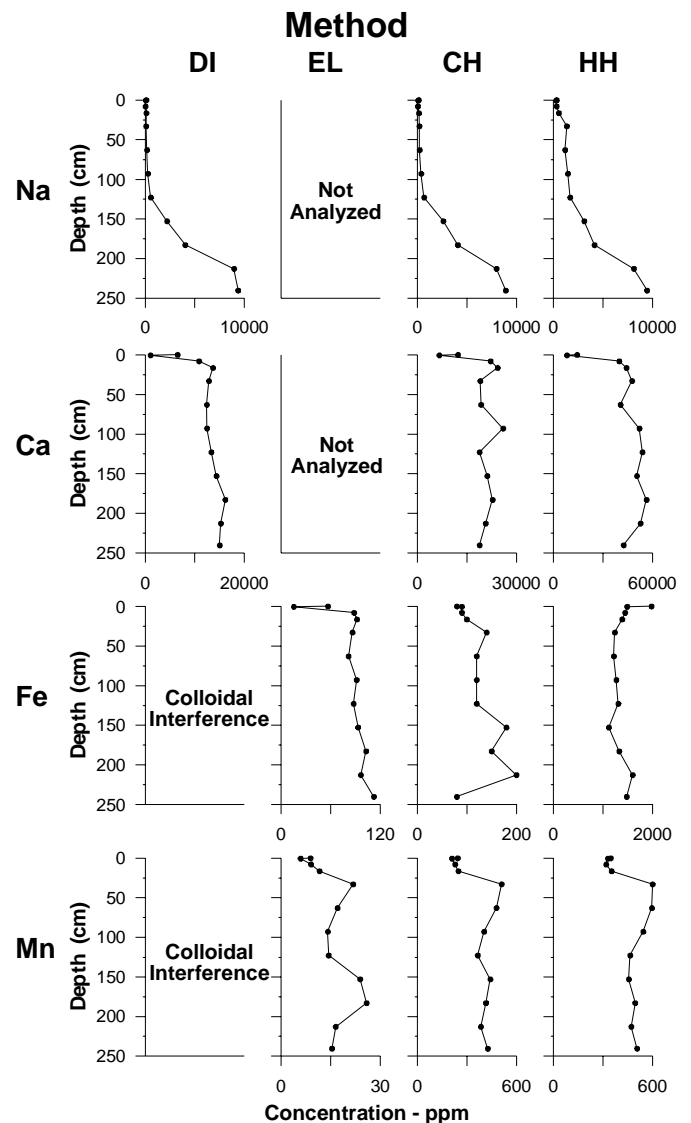 Method
DI EL CH HH
Na
Depth (cm)
0
50
100
150
200
250
Not
Analyzed
0 10000 0 10000 0 10000
Ca
Depth (cm)
0
50
100
150
200
250
Not
Analyzed
0 20000 0 30000 0 60000
Fe
Depth (cm)
0
50
100
150
200
250
Colloidal
Interference
0 120 0 200 0 2000
Mn
Depth (cm)
0
50
100
150
200
250
Colloidal
Interference
0 30 0 600 0 600
Concentration - ppm